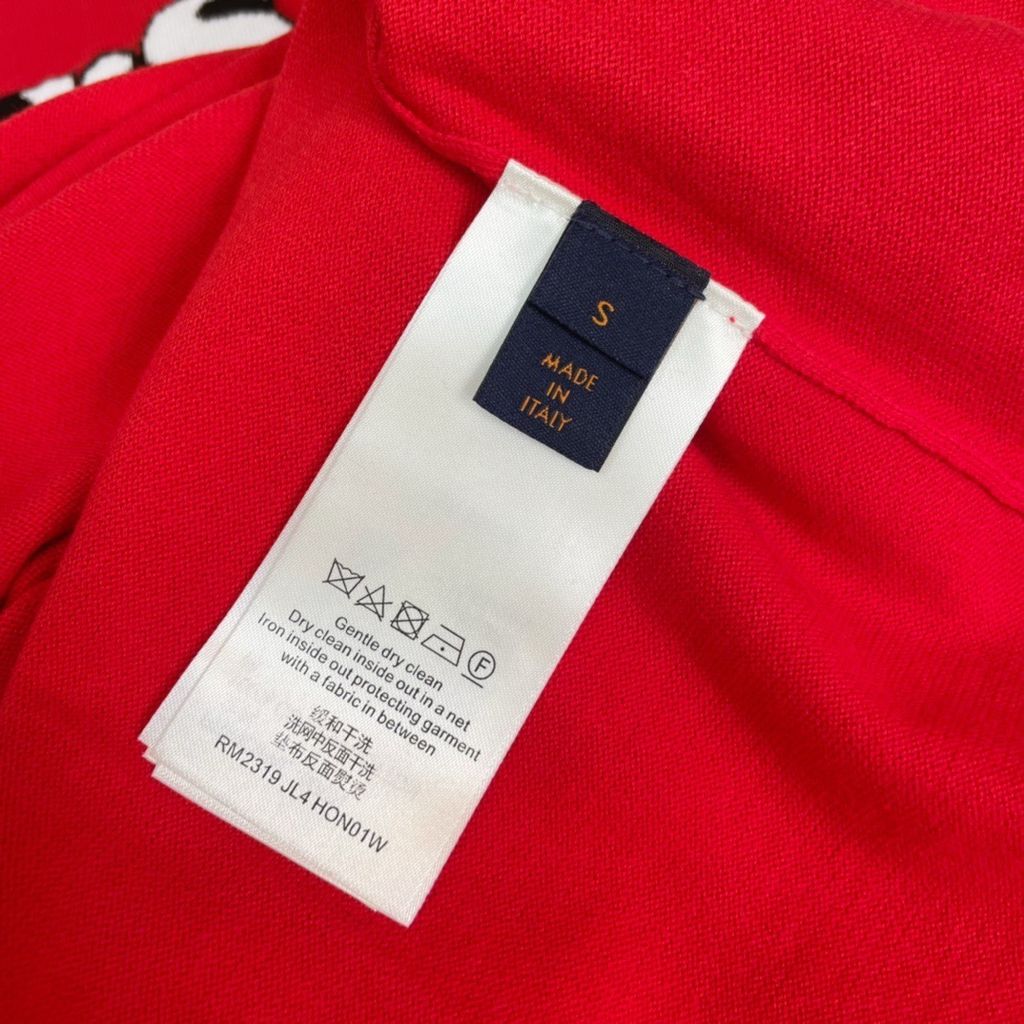 S
MADE
IN
ITALY
F
Gentle dry clean
Dry clean inside out in a net
Iron inside out protecting garment
with a fabric in between
缓和干洗
洗网中反面干洗
垫布反面熨烫
RM2319 JL4 HON01W